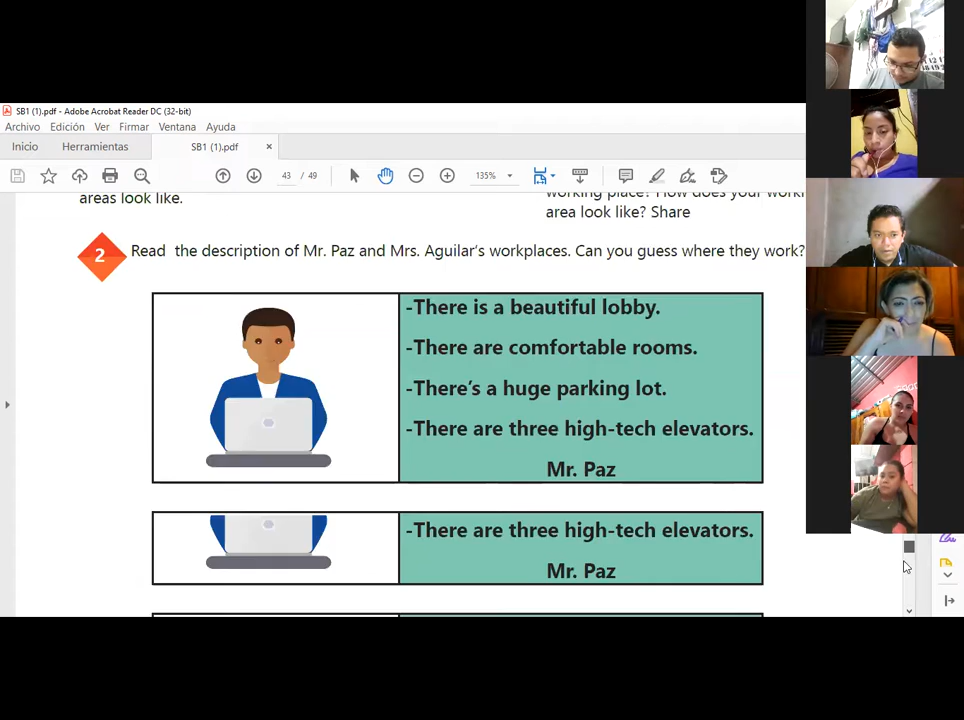 SB1 (1).pdf - Adobe Acrobat Reader DC (32-bit)
Archivo Edición Ver Firmar Ventana Ayuda
Inicio Herramientas SB1 (1).pdf ×
43 / 49 135%
areas look like.
working place? How does your work
area look like? Share
2 Read the description of Mr. Paz and Mrs. Aguilar's workplaces. Can you guess where they work?
-There is a beautiful lobby.
-There are comfortable rooms.
-There's a huge parking lot.
-There are three high-tech elevators.
Mr. Paz
-There are three high-tech elevators.
Mr. Paz